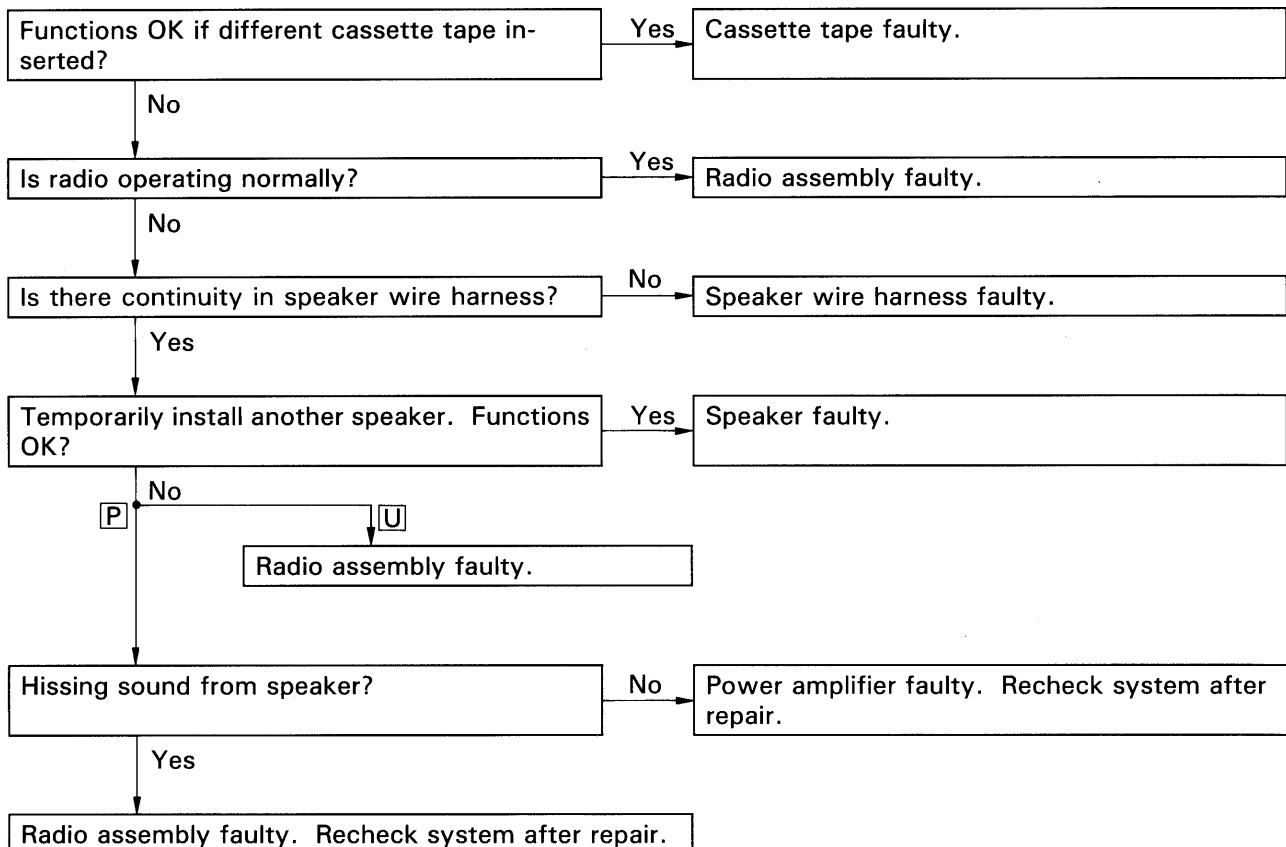 Functions OK if different cassette tape in-
serted?
Yes
Cassette tape faulty.
No
Is radio operating normally?
Yes
Radio assembly faulty.
No
Is there continuity in speaker wire harness?
No
Speaker wire harness faulty.
Yes
Temporarily install another speaker. Functions
OK?
Yes
Speaker faulty.
No
P
U
Radio assembly faulty.
Hissing sound from speaker?
No
Power amplifier faulty. Recheck system after
repair.
Yes
Radio assembly faulty. Recheck system after repair.